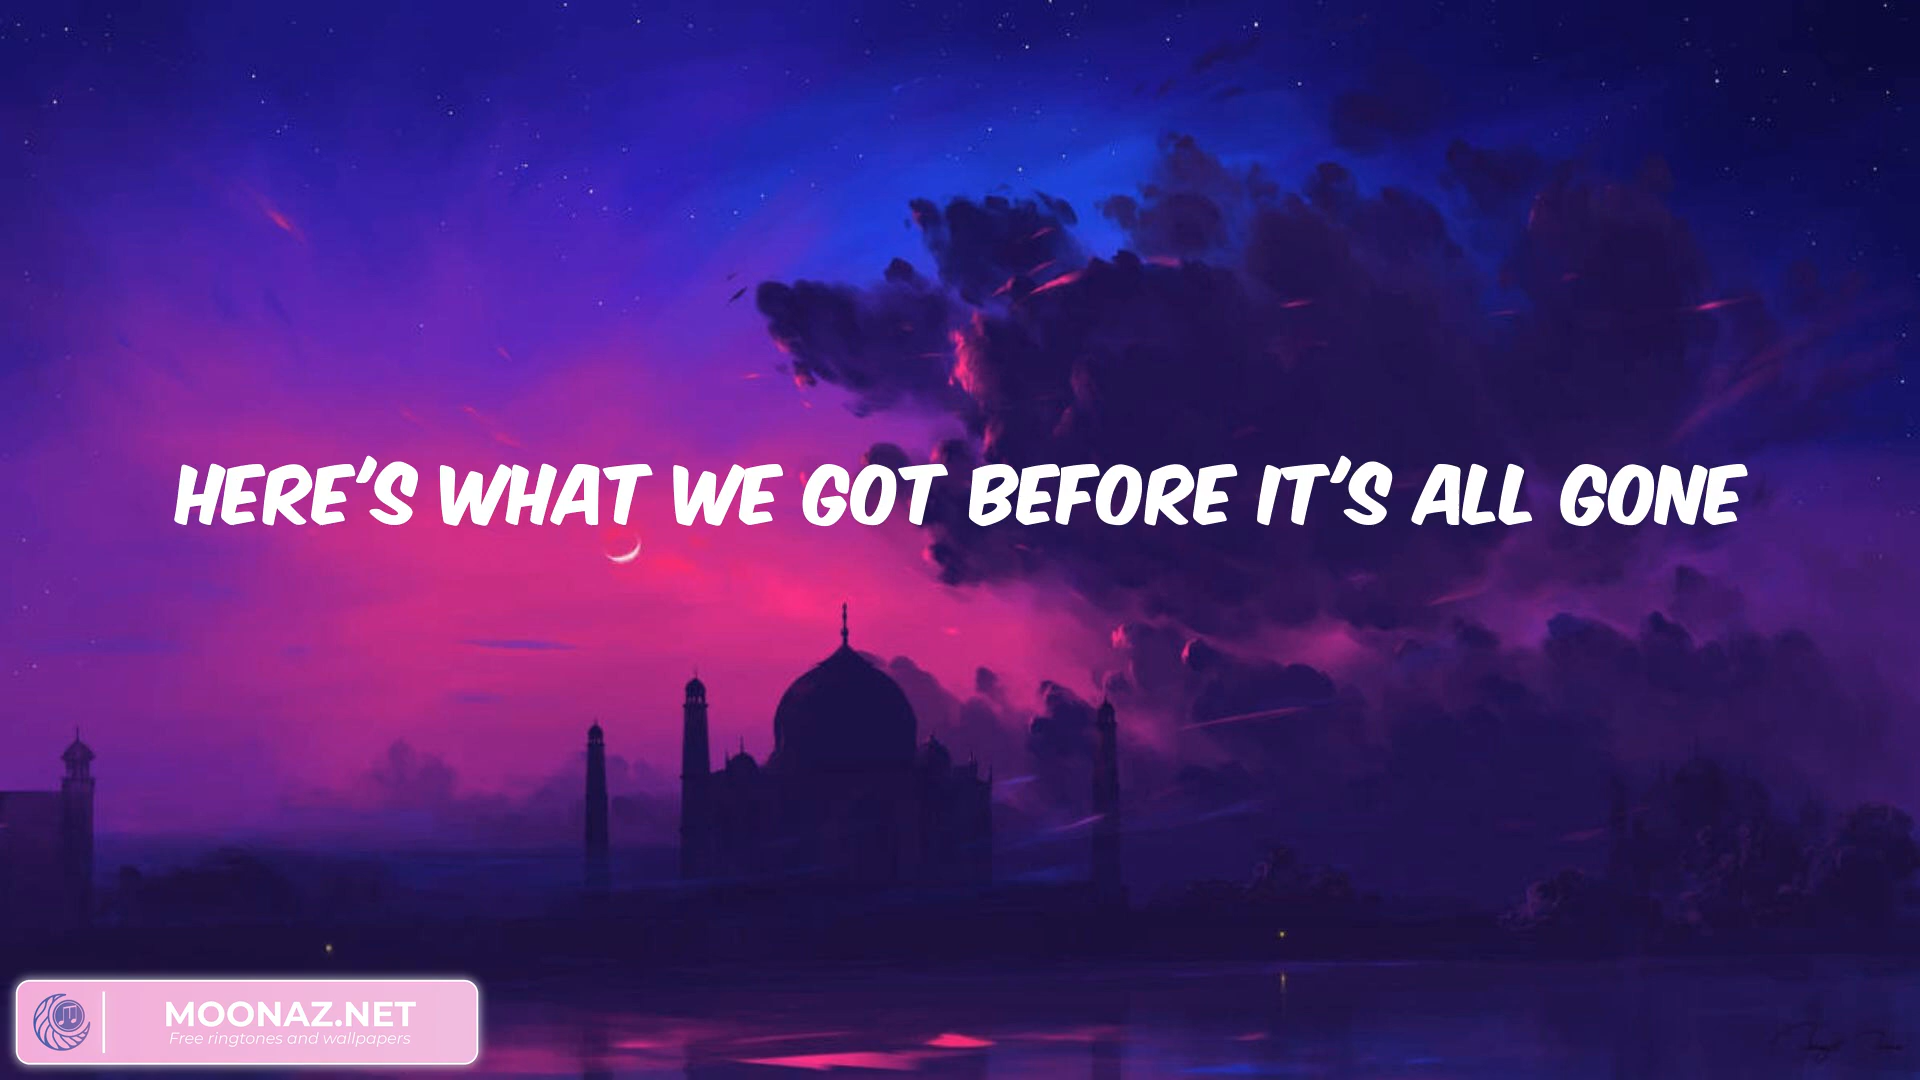 HERE'S WHAT WE GOT BEFORE IT'S ALL GONE
MOONAZ.NET
Free ringtones and wallpapers